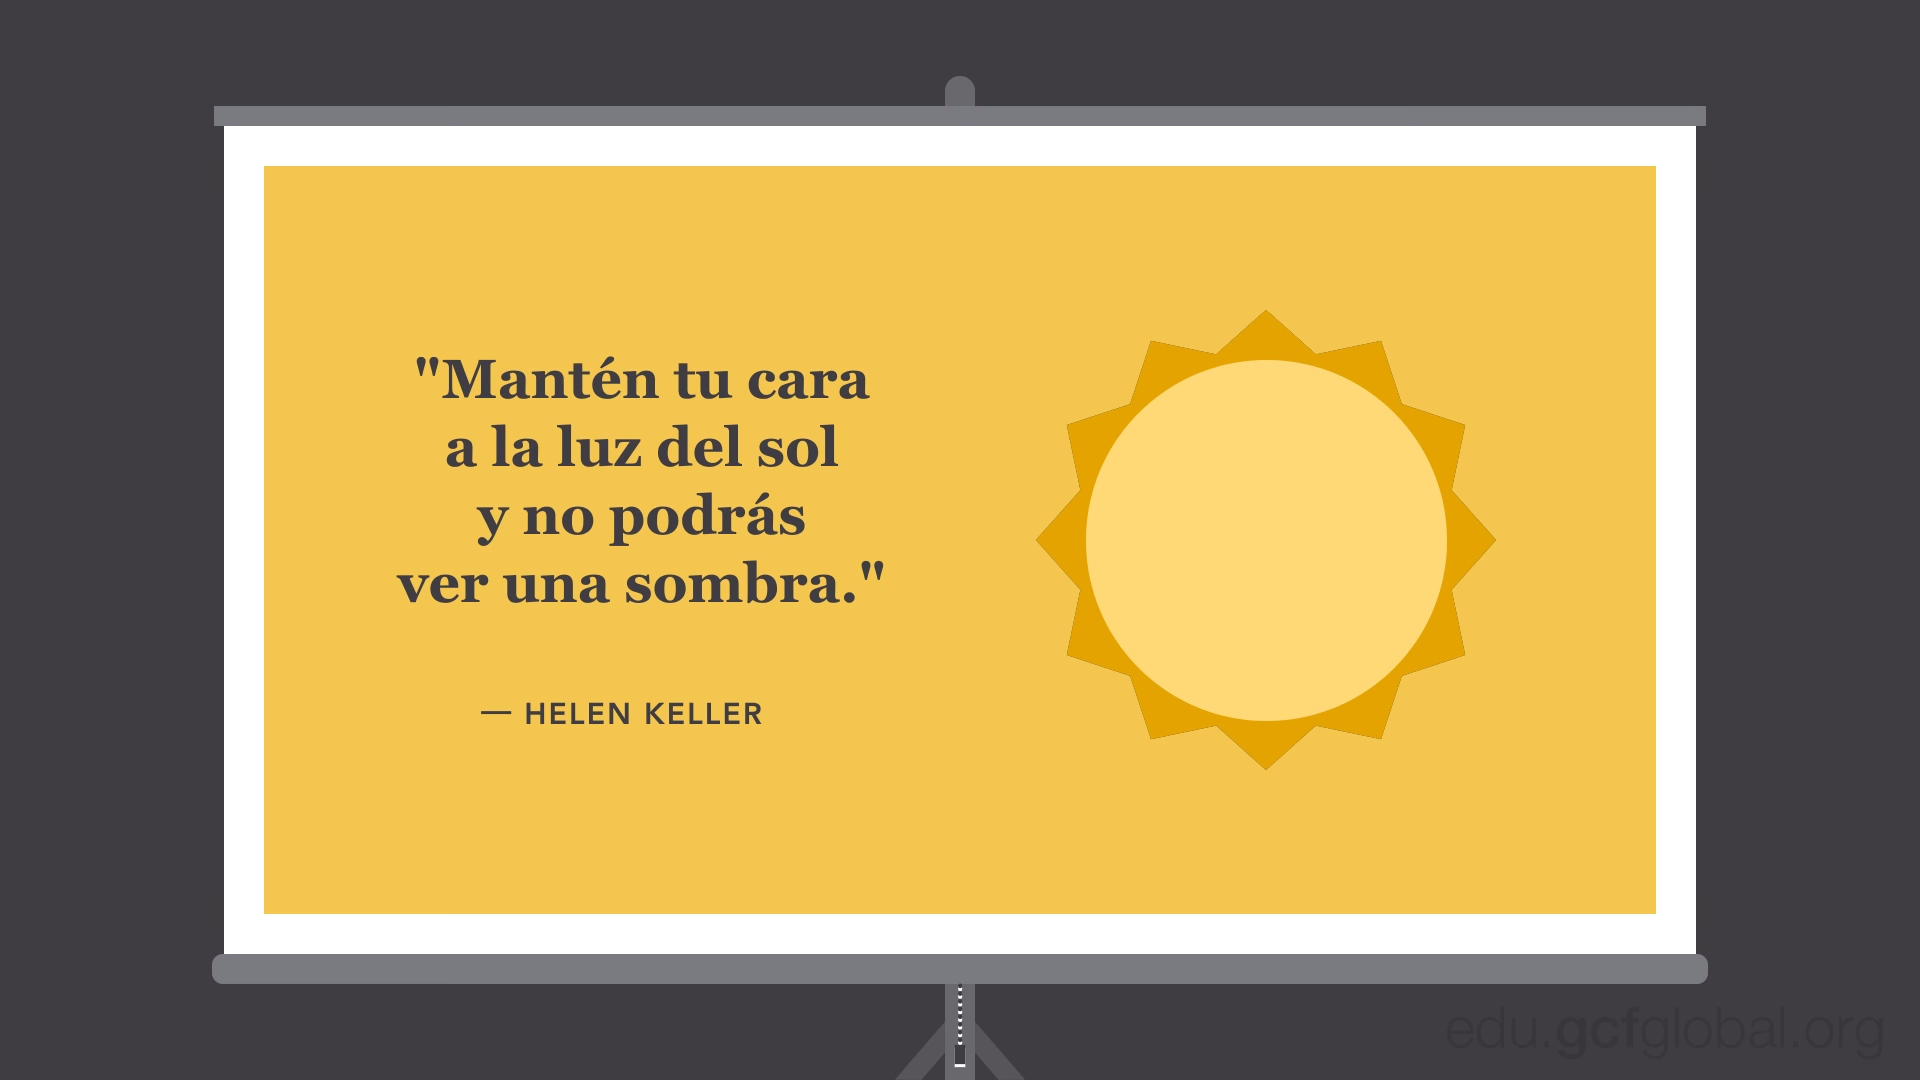 "Mantén tu cara
a la luz del sol
y no podrás
ver una sombra."
— HELEN KELLER
edu.gcfglobal.org